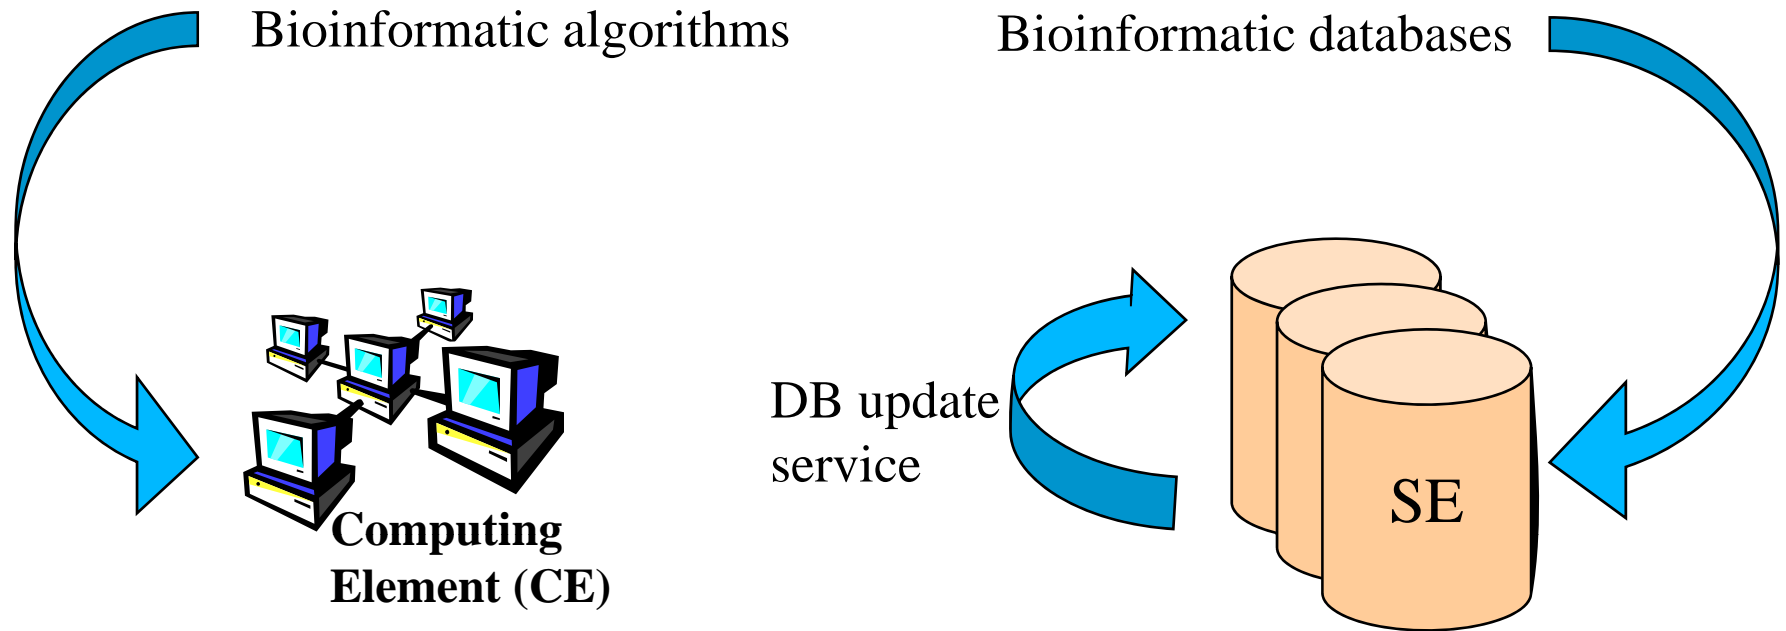 Bioinformatic algorithms
Bioinformatic databases
DB update
service
SE
Computing
Element (CE)